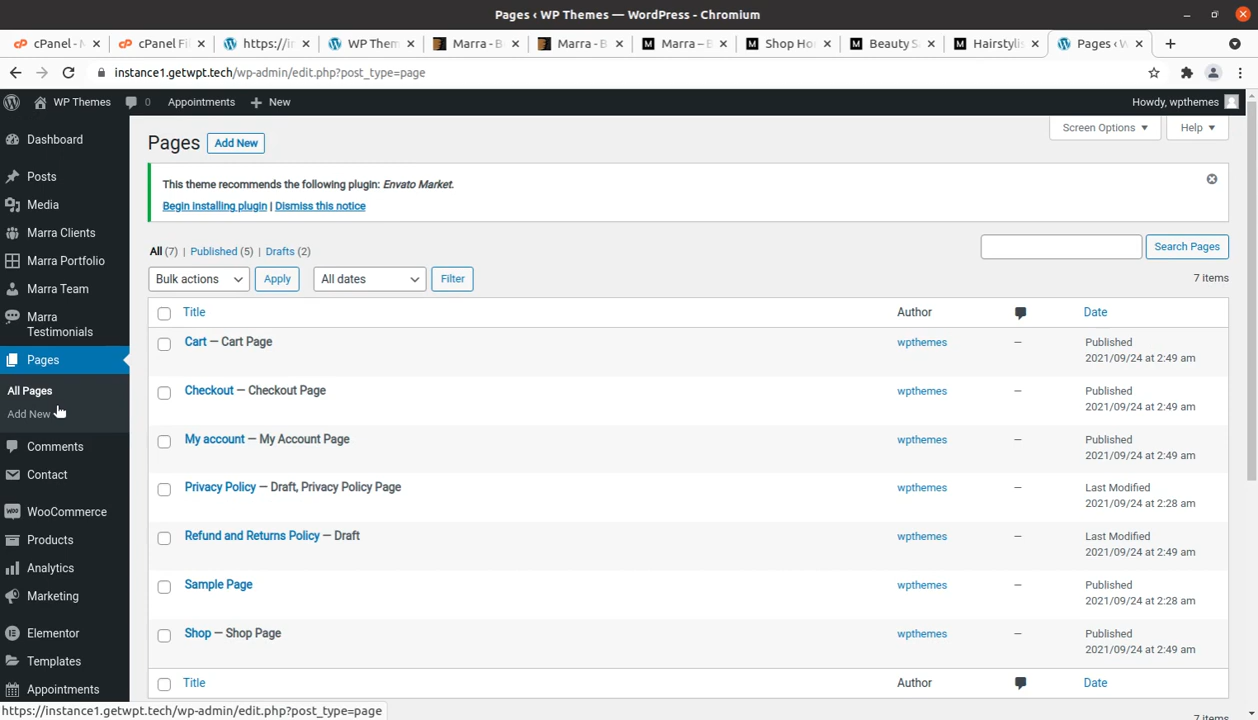 Pages ‹ WP Themes — WordPress - Chromium
cPanel - M
cPanel Fi
https://i
WP Them
Marra - B
Marra - B
Marra – B
Shop Ho
Beauty S
Hairstylis
Pages ‹ W
instance1.getwpt.tech/wp-admin/edit.php?post_type=page
WP Themes
0
Appointments
New
Howdy, wpthemes
Screen Options
Help
Dashboard
Posts
Media
Marra Clients
Marra Portfolio
Marra Team
Marra
Testimonials
Pages
All Pages
Add New
Comments
Contact
WooCommerce
Products
Analytics
Marketing
Elementor
Templates
Appointments
Pages
Add New
This theme recommends the following plugin: Envato Market.
Begin installing plugin | Dismiss this notice
All (7) | Published (5) | Drafts (2)
Search Pages
Bulk actions
Apply
All dates
Filter
7 items
Title
Author
Date
Cart — Cart Page
wpthemes
—
Published
2021/09/24 at 2:49 am
Checkout — Checkout Page
wpthemes
—
Published
2021/09/24 at 2:49 am
My account — My Account Page
wpthemes
—
Published
2021/09/24 at 2:49 am
Privacy Policy — Draft, Privacy Policy Page
wpthemes
—
Last Modified
2021/09/24 at 2:28 am
Refund and Returns Policy — Draft
wpthemes
—
Last Modified
2021/09/24 at 2:49 am
Sample Page
wpthemes
—
Published
2021/09/24 at 2:28 am
Shop — Shop Page
wpthemes
—
Published
2021/09/24 at 2:49 am
Title
Author
Date
7 items
https://instance1.getwpt.tech/wp-admin/edit.php?post_type=page